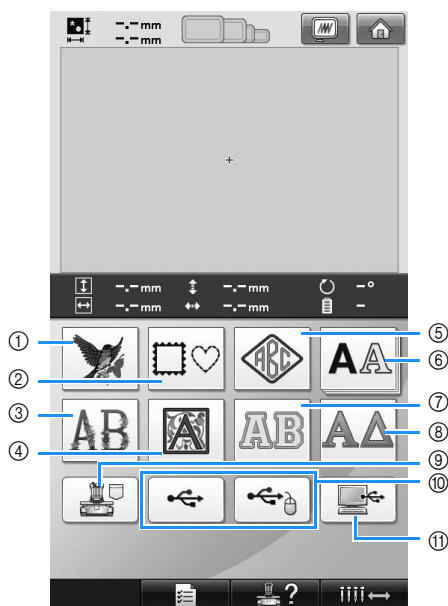 -.- mm
-.- mm
-.- mm -.- mm -°
-.- mm -.- mm -
① ⑤
ABC AA ⑥
②
③ AB A AB AΔ ⑦
④ ⑧
⑨
⑩
⑪
?